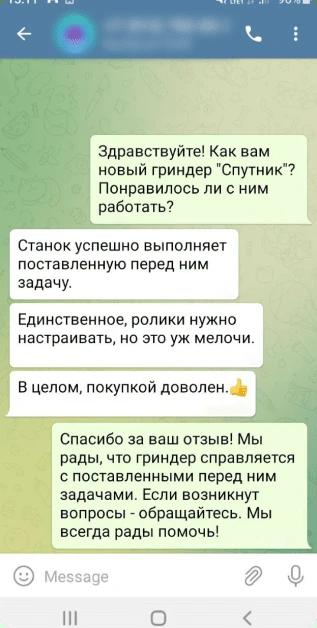 Здравствуйте! Как вам
новый гриндер "Спутник"?
Понравилось ли с ним
работать?
Станок успешно выполняет
поставленную перед ним
задачу.
Единственное, ролики нужно
настраивать, но это уж мелочи.
В целом, покупкой доволен.👍
Спасибо за ваш отзыв! Мы
рады, что гриндер справляется
с поставленными перед ним
задачами. Если возникнут
вопросы - обращайтесь. Мы
всегда рады помочь!
Message